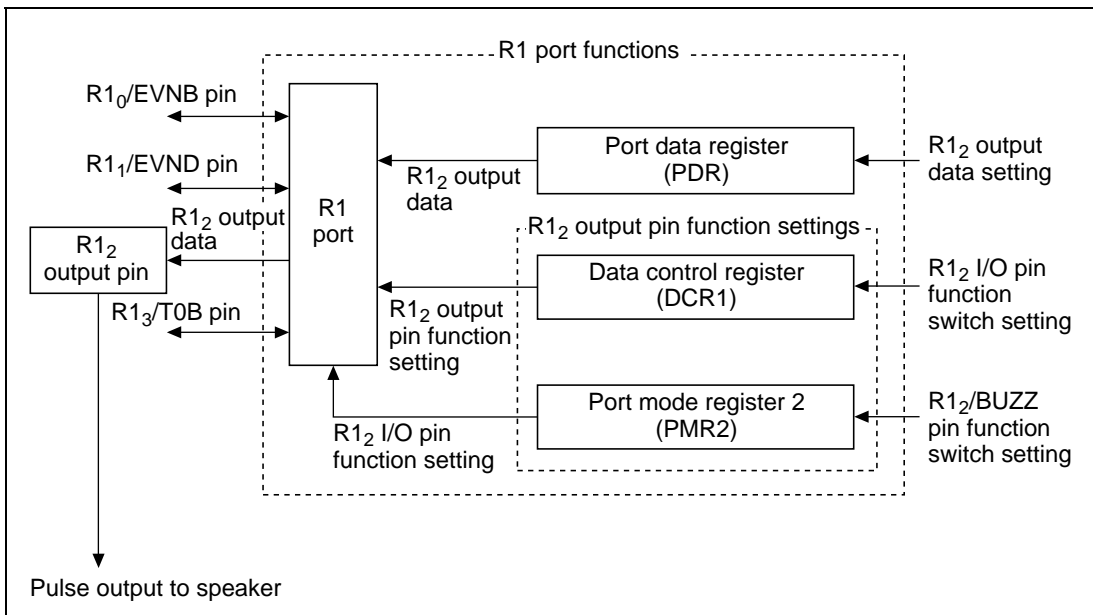 R1 port functions
R1₀/EVNB pin
R1₁/EVND pin
R1₂ output
data
R1₂
output pin
R1₃/T0B pin
R1
port
Port data register
(PDR)
R1₂ output
data
R1₂ output
data setting
R1₂ output pin function settings
Data control register
(DCR1)
R1₂ output
pin function
setting
R1₂ I/O pin
function
switch setting
Port mode register 2
(PMR2)
R1₂ I/O pin
function setting
R1₂/BUZZ
pin function
switch setting
Pulse output to speaker